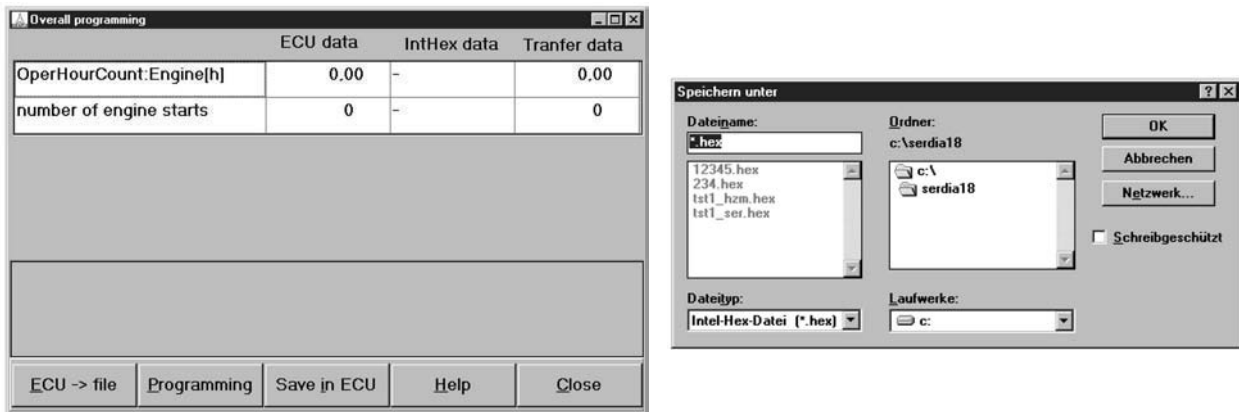 Overall programming
ECU data IntHex data Tranfer data
OperHourCount:Engine[h] 0,00 - 0,00
number of engine starts 0 - 0
ECU -> file Programming Save in ECU Help Close
Speichern unter
Dateiname: Ordner:
*.hex c:\serdia18
12345.hex
234.hex
tst1_hzm.hex
tst1_ser.hex
c:\
serdia18
OK
Abbrechen
Netzwerk...
Schreibgeschützt
Dateityp: Laufwerke:
Intel-Hex-Datei (*.hex) c: